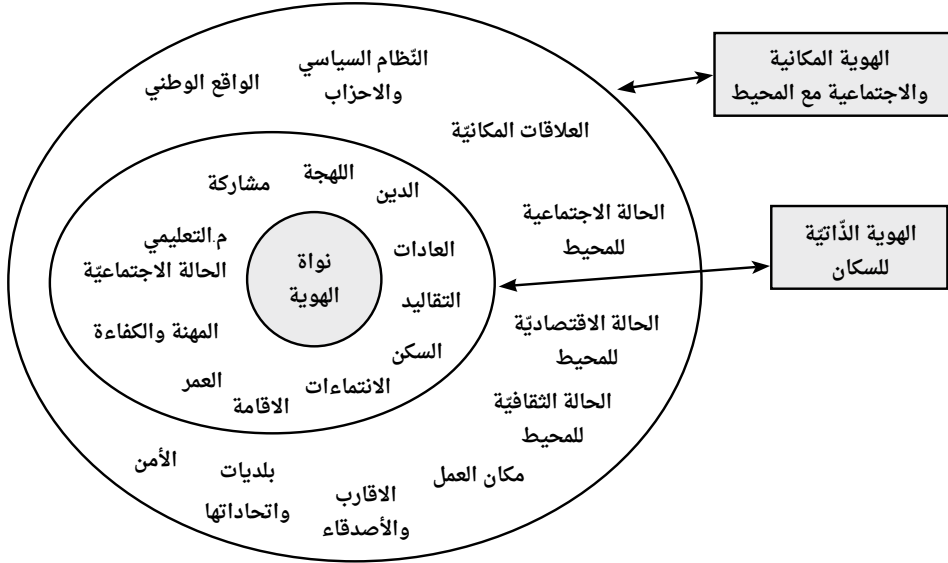 النّظام السياسي
والاحزاب
الواقع الوطني
العلاقات المكانيّة
الهوية المكانية
والاجتماعية مع المحيط
اللهجة
مشاركة
الدين
الحالة الاجتماعية
للمحيط
م.التعليمي
الحالة الاجتماعيّة
العادات
نواة
الهوية
الهوية الذّاتيّة
للسكان
التقاليد
المهنة والكفاءة
الحالة الاقتصاديّة
للمحيط
السكن
العمر
الانتماءات
الاقامة
الحالة الثقافيّة
للمحيط
الأمن
بلديات
واتحاداتها
مكان العمل
الاقارب
والأصدقاء